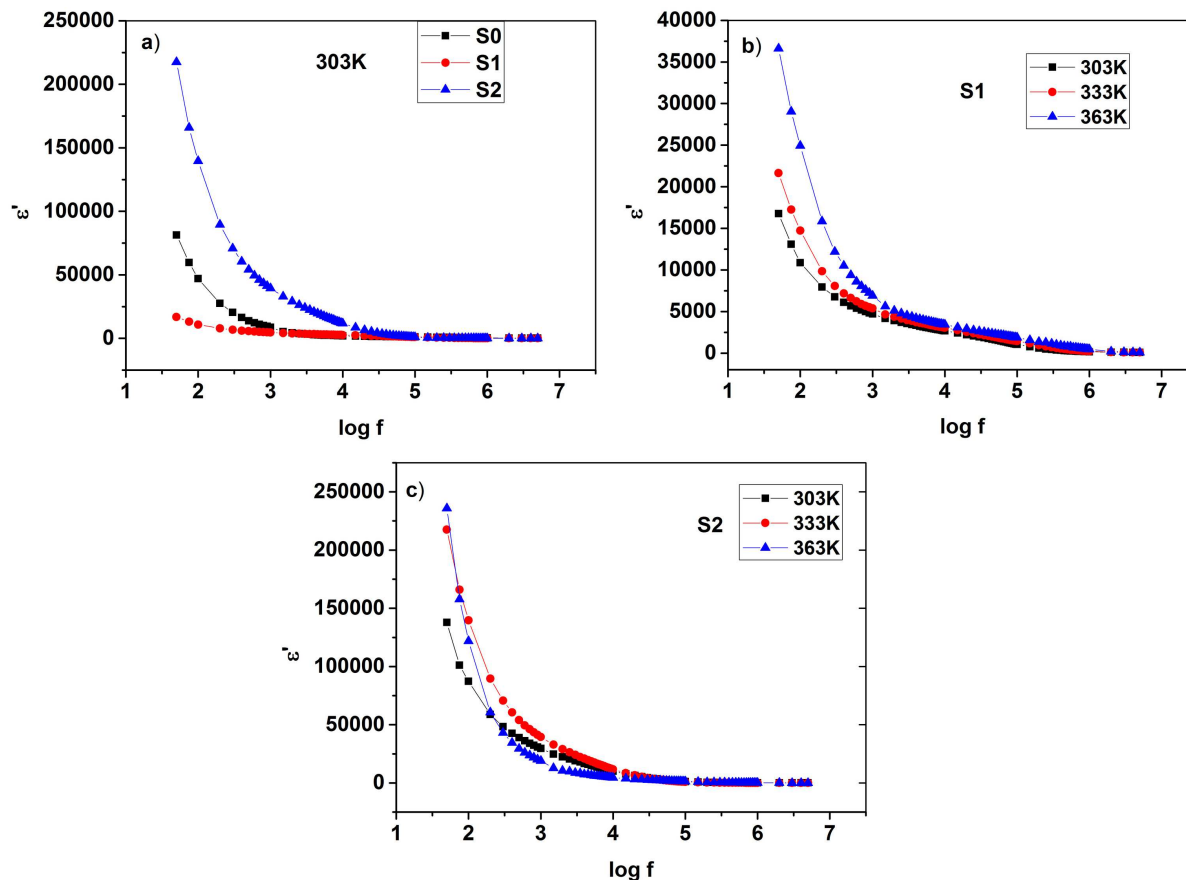 a)
303K
S0
S1
S2
250000
200000
150000
100000
50000
0
ε'
1 2 3 4 5 6 7
log f
b)
S1
303K
333K
363K
40000
35000
30000
25000
20000
15000
10000
5000
0
ε'
1 2 3 4 5 6 7
log f
c)
S2
303K
333K
363K
250000
200000
150000
100000
50000
0
ε'
1 2 3 4 5 6 7
log f